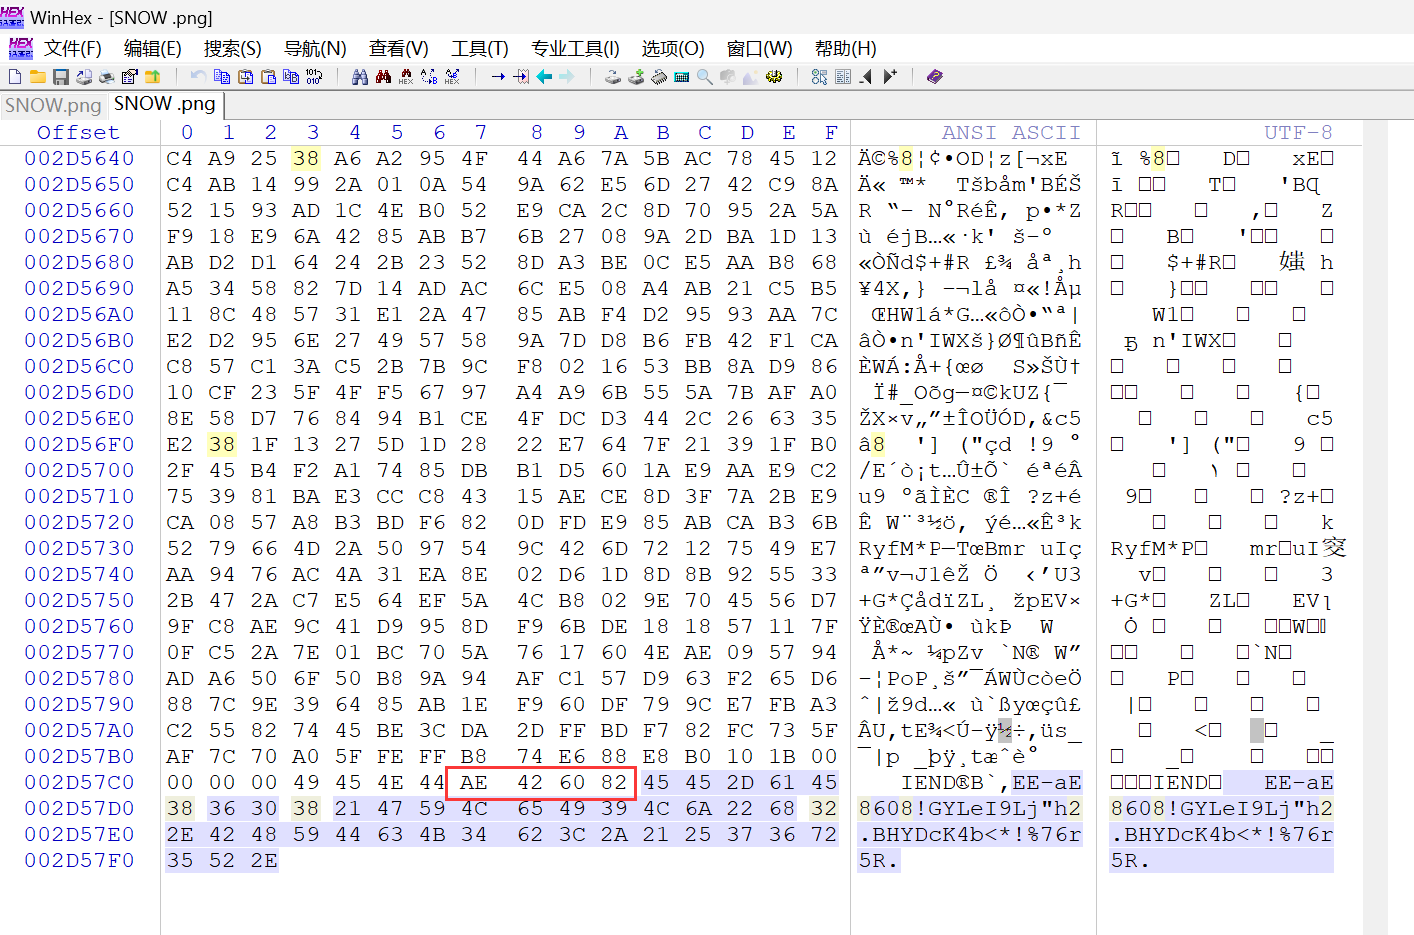 WinHex - [SNOW .png]
文件(F) 编辑(E) 搜索(S) 导航(N) 查看(V) 工具(T) 专业工具(I) 选项(O) 窗口(W) 帮助(H)
SNOW.png SNOW .png
Offset 0 1 2 3 4 5 6 7 8 9 A B C D E F ANSI ASCII UTF-8
002D5640 C4 A9 25 38 A6 A2 95 4F 44 A6 7A 5B AC 78 45 12 Ä©%8¦¢•OD¦z[¬xE ĩ %8□ D□ xE□
002D5650 C4 AB 14 99 2A 01 0A 54 9A 62 E5 6D 27 42 C9 8A Ä« ™* Tšbåm'BÉŠ
002D5660 52 15 93 AD 1C 4E B0 52 E9 CA 2C 8D 70 95 2A 5A R “- N°RéÊ, p•*Z
002D5670 F9 18 E9 6A 42 85 AB B7 6B 27 08 9A 2D BA 1D 13 ù éjB…«·k' š-º
002D5680 AB D2 D1 64 24 2B 23 52 8D A3 BE 0C E5 AA B8 68 «ÒÑd$+#R £¾ åª¸h
002D5690 A5 34 58 82 7D 14 AD AC 6C E5 08 A4 AB 21 C5 B5 ¥4X‚} -¬lå ¤«!Åµ
002D56A0 11 8C 48 57 31 E1 2A 47 85 AB F4 D2 95 93 AA 7C ŒHW1á*G…«ôÒ•“ª|
002D56B0 E2 D2 95 6E 27 49 57 58 9A 7D D8 B6 FB 42 F1 CA âÒ•n'IWXš}Ø¶ûBñÊ
002D56C0 C8 57 C1 3A C5 2B 7B 9C F8 02 16 53 BB 8A D9 86 ÈWÁ:Å+{œø S»ŠÙ†
002D56D0 10 CF 23 5F 4F F5 67 97 A4 A9 6B 55 5A 7B AF A0 Ï#_Oõg—¤©kUZ{¯
002D56E0 8E 58 D7 76 84 94 B1 CE 4F DC D3 44 2C 26 63 35 ŽX×v„”±ÎOÜÓD,&c5
002D56F0 E2 38 1F 13 27 5D 1D 28 22 E7 64 7F 21 39 1F B0 â8 '] ("çd !9 °
002D5700 2F 45 B4 F2 A1 74 85 DB B1 D5 60 1A E9 AA E9 C2 /E´ò¡t…Û±Õ` éªéÂ
002D5710 75 39 81 BA E3 CC C8 43 15 AE CE 8D 3F 7A 2B E9 u9 ºãÌÈC ®Î ?z+é
002D5720 CA 08 57 A8 B3 BD F6 82 0D FD E9 85 AB CA B3 6B Ê W¨³½ö‚ ýé…«Ê³k
002D5730 52 79 66 4D 2A 50 97 54 9C 42 6D 72 12 75 49 E7 RyfM*P—TœBmr uIç
002D5740 AA 94 76 AC 4A 31 EA 8E 02 D6 1D 8D 8B 92 55 33 ª”v¬J1êŽ Ö ‹’U3
002D5750 2B 47 2A C7 E5 64 EF 5A 4C B8 02 9E 70 45 56 D7 +G*ÇådïZL¸ žpEV×
002D5760 9F C8 AE 9C 41 D9 95 8D F9 6B DE 18 18 57 11 7F ŸÈ®œAÙ• ùkÞ W
002D5770 0F C5 2A 7E 01 BC 70 5A 76 17 60 4E AE 09 57 94 Å*~ ¼pZv `N® W”
002D5780 AD A6 50 6F 50 B8 9A 94 AF C1 57 D9 63 F2 65 D6 -¦PoP¸š”¯ÁWÙcòeÖ
002D5790 88 7C 9E 39 64 85 AB 1E F9 60 DF 79 9C E7 FB A3 ˆ|ž9d…« ù`ßyœçû£
002D57A0 C2 55 82 74 45 BE 3C DA 2D FF BD F7 82 FC 73 5F ÂU‚tE¾<Ú-ÿ½÷‚üs_
002D57B0 AF 7C 70 A0 5F FE FF B8 74 E6 88 E8 B0 10 1B 00 ¯|p _þÿ¸tæˆè°
002D57C0 00 00 00 49 45 4E 44 AE 42 60 82 45 45 2D 61 45 IEND®B`‚EE-aE □□□IEND□ EE-aE
002D57D0 38 36 30 38 21 47 59 4C 65 49 39 4C 6A 22 68 32 8608!GYLeI9Lj"h2 8608!GYLeI9Lj"h2
002D57E0 2E 42 48 59 44 63 4B 34 62 3C 2A 21 25 37 36 72 .BHYDcK4b<*!%76r .BHYDcK4b<*!%76r
002D57F0 35 52 2E 5R. 5R.